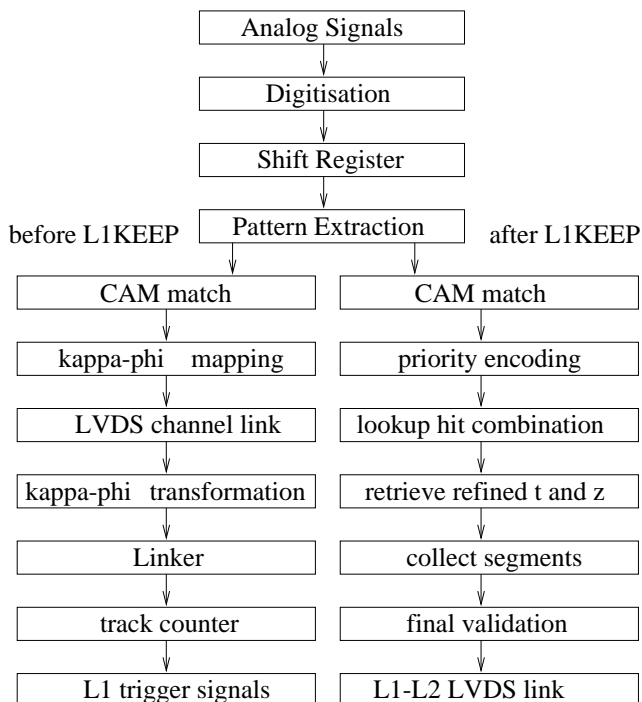 Analog Signals
Digitisation
Shift Register
before L1KEEP
Pattern Extraction
after L1KEEP
CAM match
kappa-phi mapping
LVDS channel link
kappa-phi transformation
Linker
track counter
L1 trigger signals
CAM match
priority encoding
lookup hit combination
retrieve refined t and z
collect segments
final validation
L1-L2 LVDS link